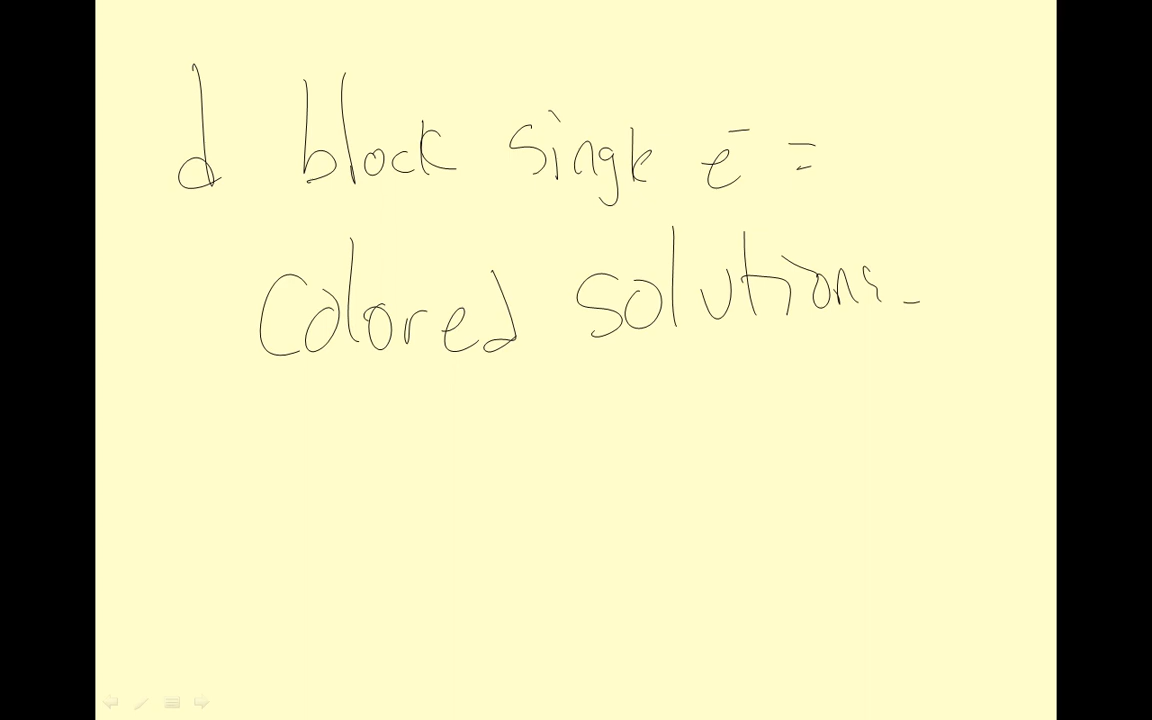 d block single e⁻ =
colored solutions.